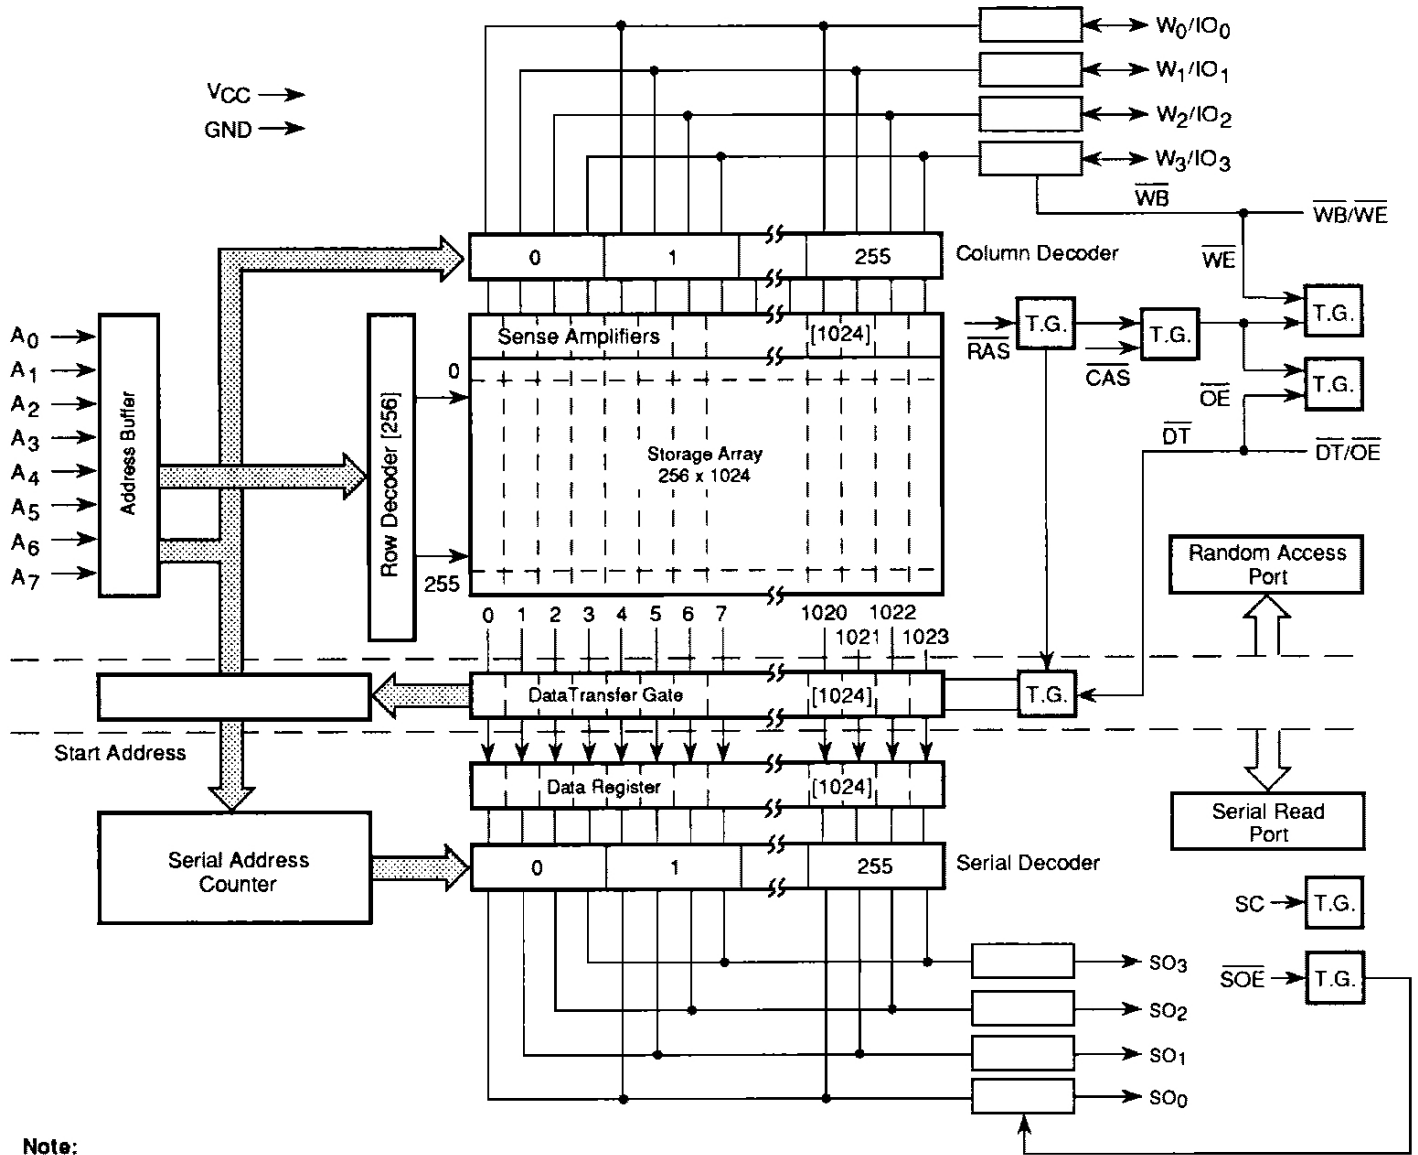 W0/IO0
W1/IO1
W2/IO2
W3/IO3
VCC
GND
WB
WB/WE
WE
0 1 255
Column Decoder
A0
A1
A2
A3
A4
A5
A6
A7
Address Buffer
Row Decoder [256]
0
255
Sense Amplifiers [1024]
Storage Array
256 x 1024
RAS
T.G.
CAS
T.G.
T.G.
T.G.
OE
DT
DT/OE
Random Access
Port
0 1 2 3 4 5 6 7 1020 1022
1021 1023
DataTransfer Gate [1024]
T.G.
Start Address
Data Register [1024]
Serial Read
Port
Serial Address
Counter
0 1 255
Serial Decoder
SC
T.G.
SOE
T.G.
SO3
SO2
SO1
SO0
Note: